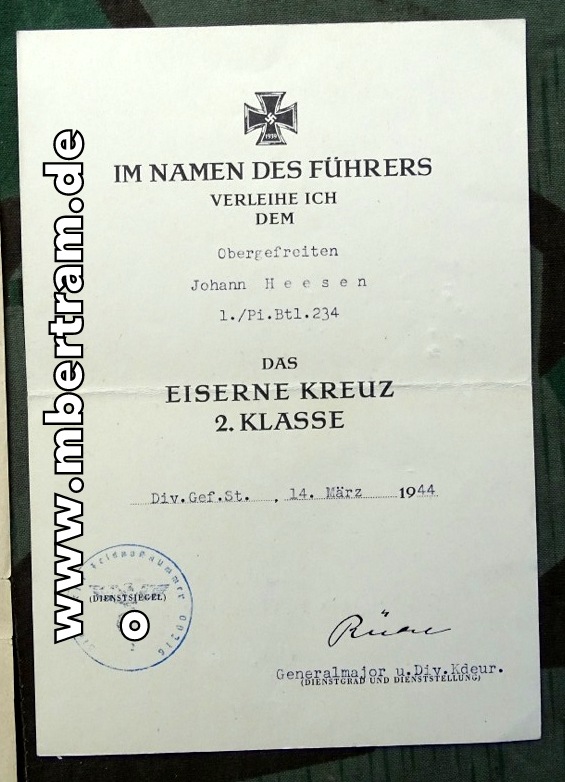 1939
IM NAMEN DES FÜHRERS
VERLEIHE ICH
DEM
Obergefreiten
Johann Heesen
1./Pi.Btl.234
DAS
EISERNE KREUZ
2. KLASSE
Div.Gef.St. , 14. März 1944
Feldpostnummer
(DIENSTSIEGEL)
Generalmajor u.Div.Kdeur.
(DIENSTGRAD UND DIENSTSTELLUNG)
www.mbertram.de